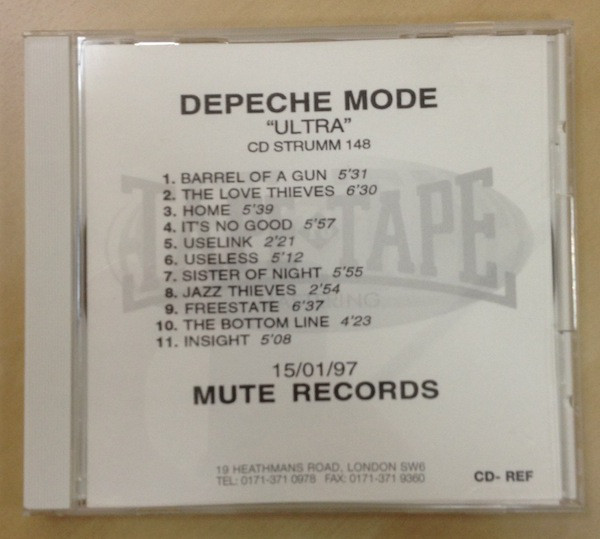 DEPECHE MODE
"ULTRA"
CD STRUMM 148
1. BARREL OF A GUN 5'31
2. THE LOVE THIEVES 6'30
3. HOME 5'39
4. IT'S NO GOOD 5'57
5. USELINK 2'21
6. USELESS 5'12
7. SISTER OF NIGHT 5'55
8. JAZZ THIEVES 2'54
9. FREESTATE 6'37
10. THE BOTTOM LINE 4'23
11. INSIGHT 5'08
TAPE
15/01/97
MUTE RECORDS
19 HEATHMANS ROAD, LONDON SW6
TEL: 0171-371 0978 FAX: 0171-371 9360
CD- REF